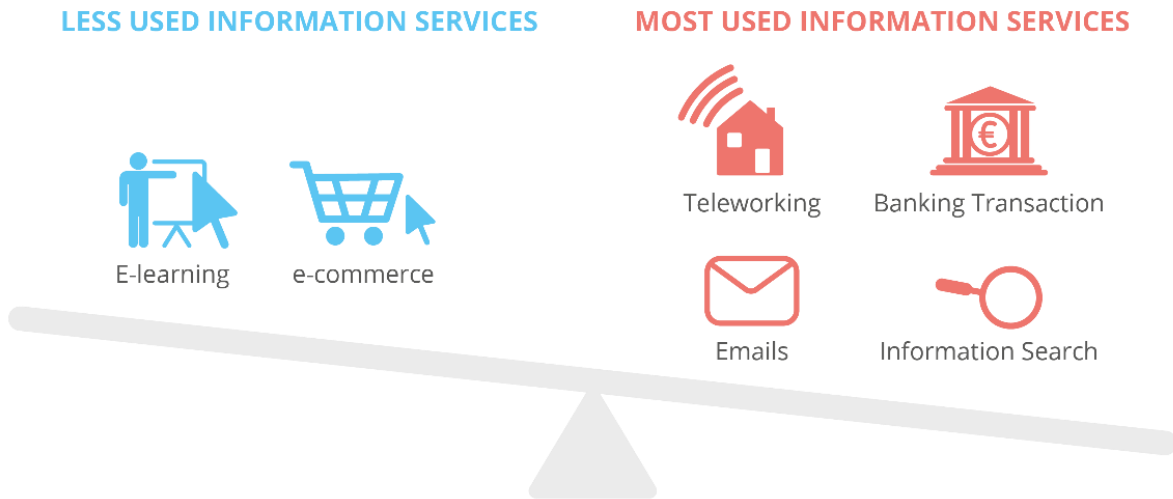 LESS USED INFORMATION SERVICES
E-learning
e-commerce
MOST USED INFORMATION SERVICES
Teleworking
Banking Transaction
€
Emails
Information Search